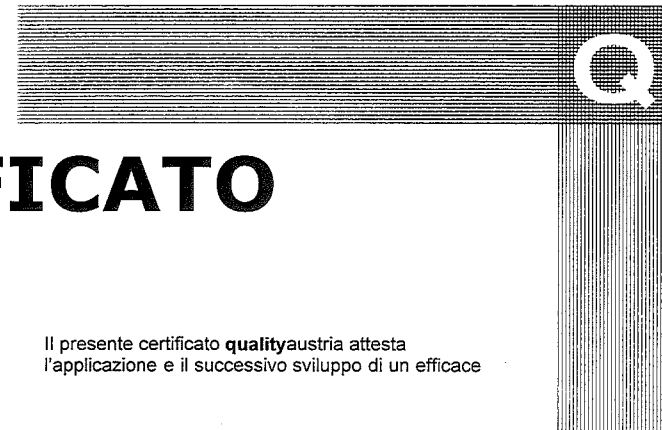 Q
FICATO
Il presente certificato qualityaustria attesta
l'applicazione e il successivo sviluppo di un efficace